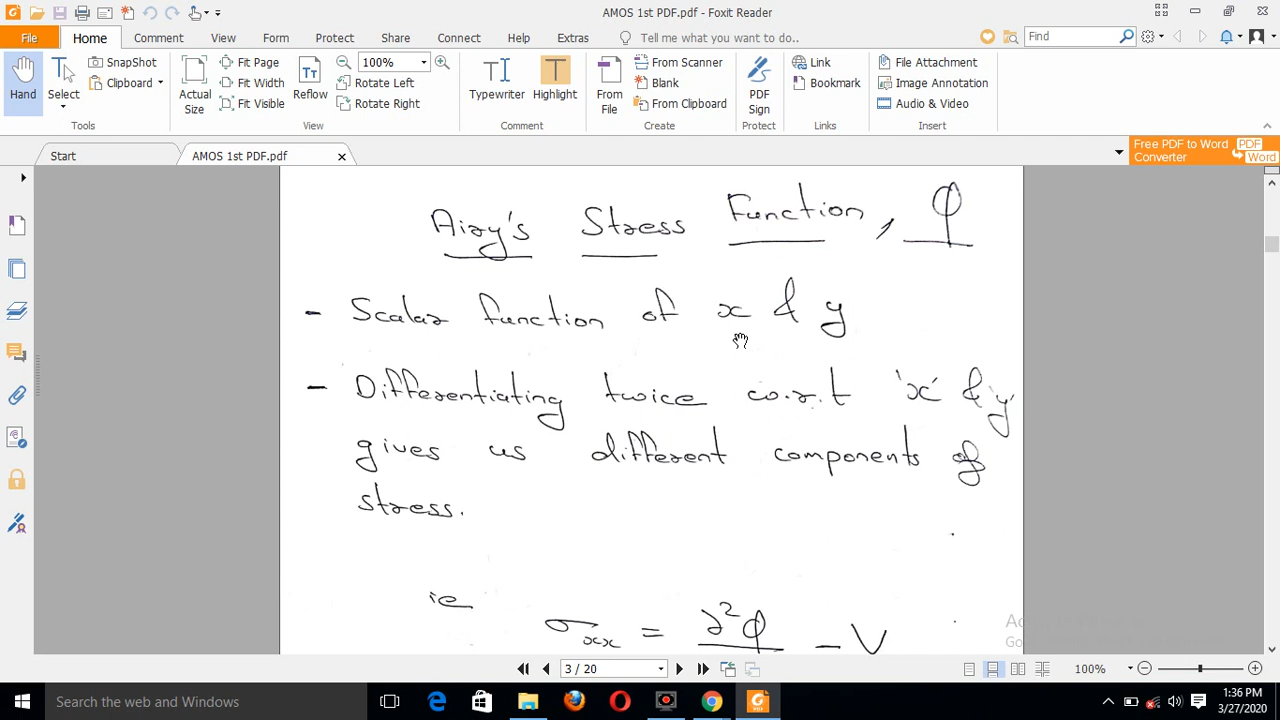 AMOS 1st PDF.pdf - Foxit Reader
File Home Comment View Form Protect Share Connect Help Extras Tell me what you want to do.. Find
Hand
Select
SnapShot
Clipboard
Actual Size
Fit Page
Fit Width
Fit Visible
Reflow
100%
Rotate Left
Rotate Right
Typewriter
Highlight
From File
From Scanner
Blank
From Clipboard
PDF Sign
Link
Bookmark
File Attachment
Image Annotation
Audio & Video
Tools View Comment Create Protect Links Insert
Start AMOS 1st PDF.pdf
Free PDF to Word Converter
PDF
Word
Airy's Stress Function, φ
- Scalar function of x & y
- Differentiating twice w.r.t 'x' & 'y'
gives us different components of
stress.
ie σxx = ∂²φ - V
3 / 20
100%
Search the web and Windows
1:36 PM
3/27/2020